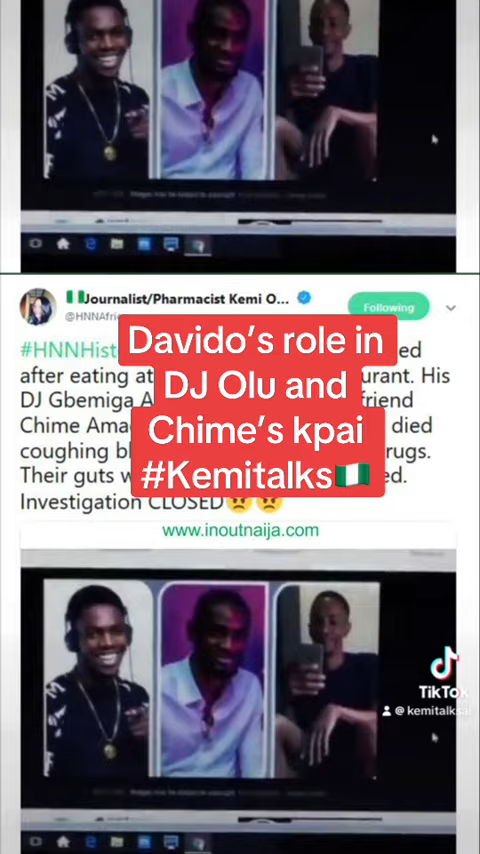 Journalist/Pharmacist Kemi O...
Following
@HNNAfri
#HNNHist
ed
after eating at
urant. His
DJ Gbemiga A
friend
Chime Ama
died
coughing bl
rugs.
Their guts w
ed.
Investigation CLOSED😡😡
Davido's role in
DJ Olu and
Chime's kpai
#Kemitalks🇳🇬
www.inoutnaija.com
TikTok
@kemitalks